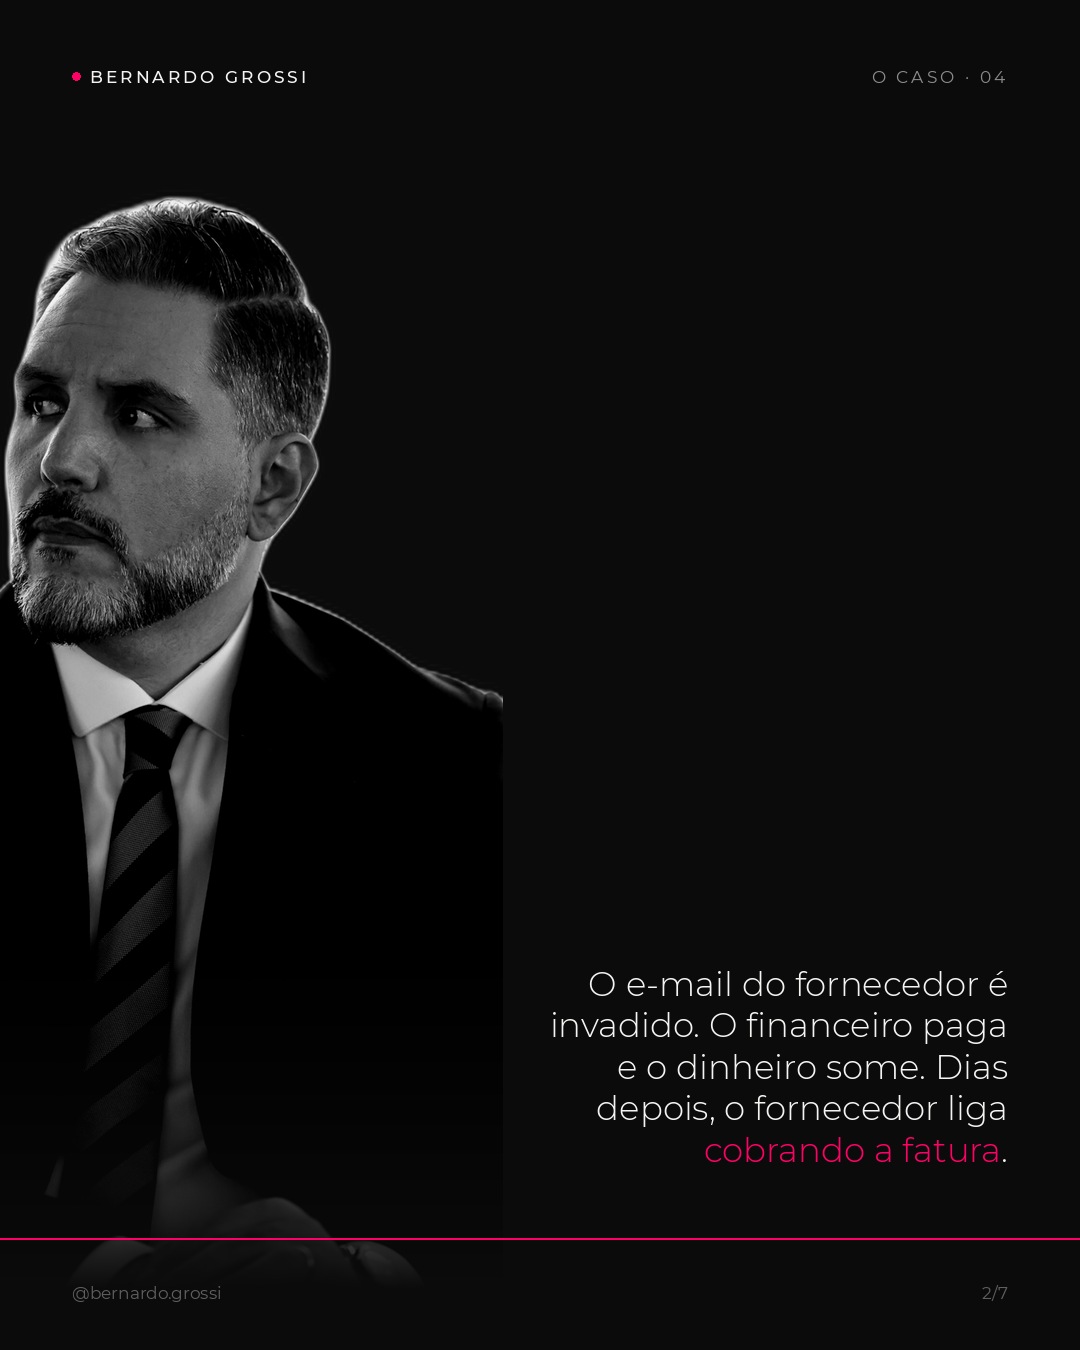 BERNARDO GROSSI
O CASO · 04
O e-mail do fornecedor é
invadido. O financeiro paga
e o dinheiro some. Dias
depois, o fornecedor liga
cobrando a fatura.
@bernardo.grossi
2/7